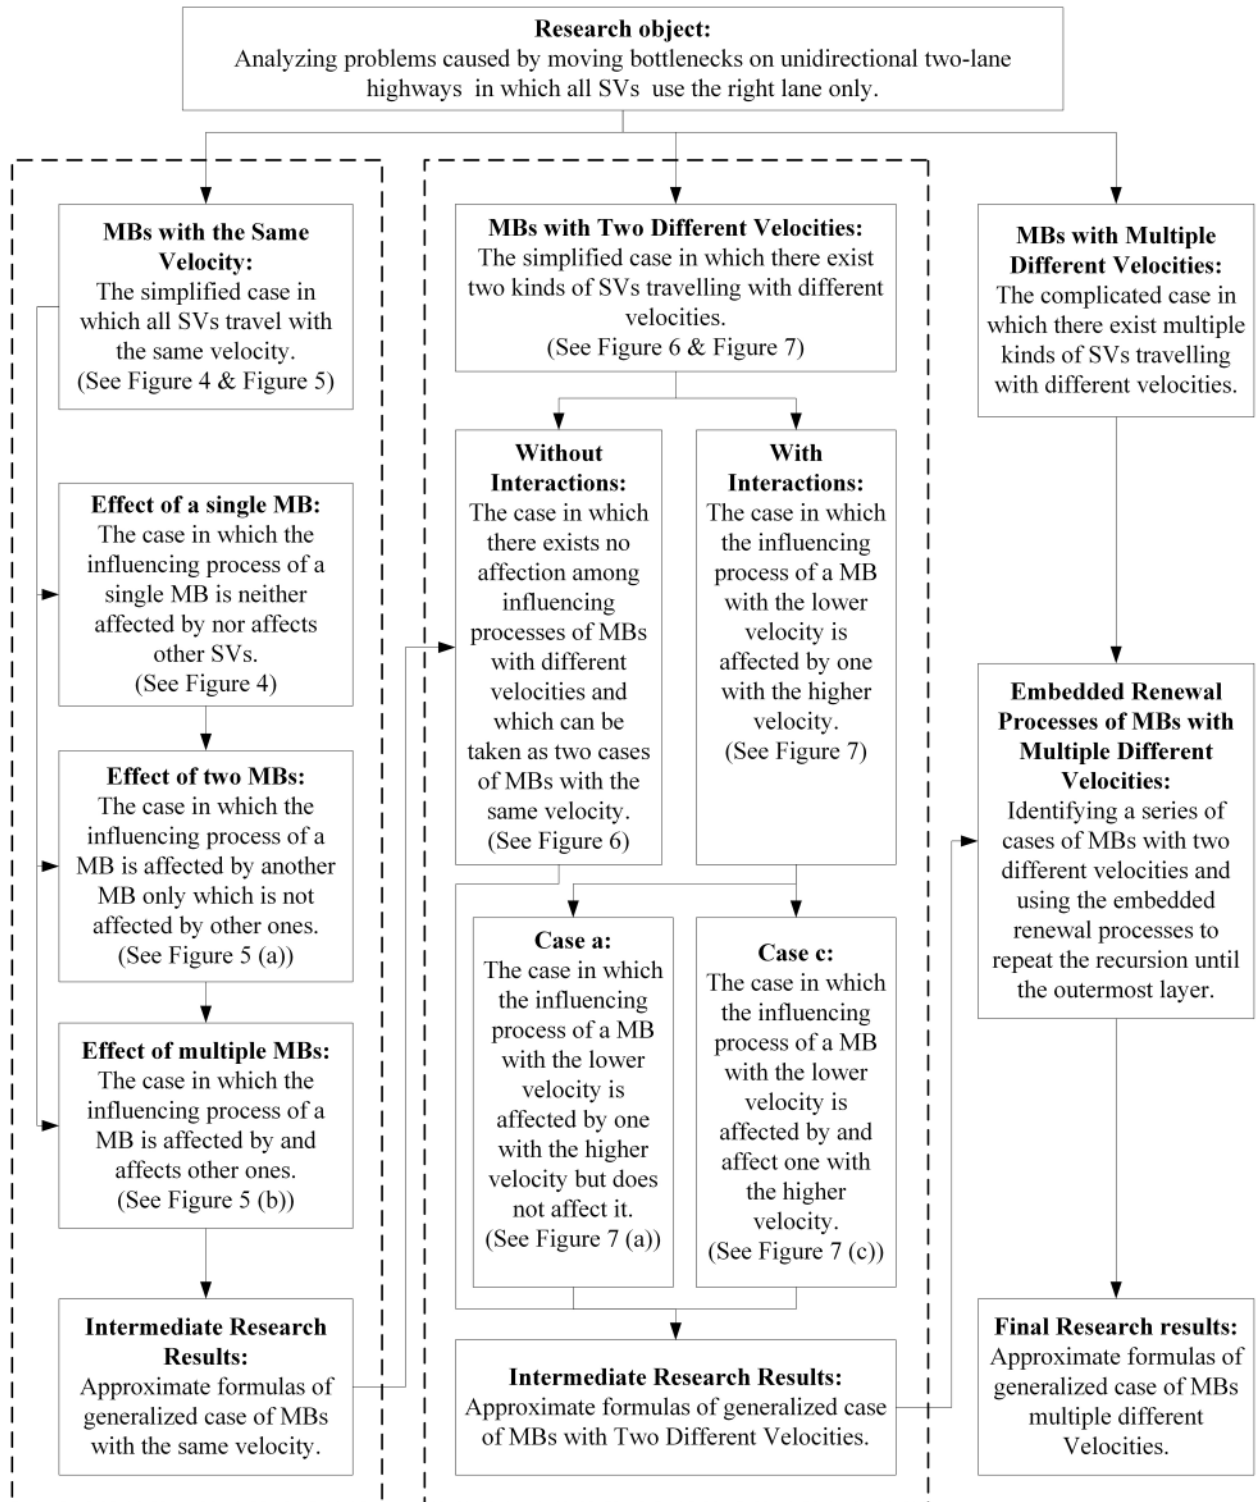 Research object:
Analyzing problems caused by moving bottlenecks on unidirectional two-lane
highways in which all SVs use the right lane only.
MBs with the Same
Velocity:
The simplified case in
which all SVs travel with
the same velocity.
(See Figure 4 & Figure 5)
Effect of a single MB:
The case in which the
influencing process of a
single MB is neither
affected by nor affects
other SVs.
(See Figure 4)
Effect of two MBs:
The case in which the
influencing process of a
MB is affected by another
MB only which is not
affected by other ones.
(See Figure 5 (a))
Effect of multiple MBs:
The case in which the
influencing process of a
MB is affected by and
affects other ones.
(See Figure 5 (b))
Intermediate Research
Results:
Approximate formulas of
generalized case of MBs
with the same velocity.
MBs with Two Different Velocities:
The simplified case in which there exist
two kinds of SVs travelling with different
velocities.
(See Figure 6 & Figure 7)
Without
Interactions:
The case in which
there exists no
affection among
influencing
processes of MBs
with different
velocities and
which can be
taken as two cases
of MBs with the
same velocity.
(See Figure 6)
With
Interactions:
The case in which
the influencing
process of a MB
with the lower
velocity is
affected by one
with the higher
velocity.
(See Figure 7)
Case a:
The case in which
the influencing
process of a MB
with the lower
velocity is
affected by one
with the higher
velocity but does
not affect it.
(See Figure 7 (a))
Case c:
The case in which
the influencing
process of a MB
with the lower
velocity is
affected by and
affect one with
the higher
velocity.
(See Figure 7 (c))
Intermediate Research Results:
Approximate formulas of generalized case
of MBs with Two Different Velocities.
MBs with Multiple
Different Velocities:
The complicated case in
which there exist multiple
kinds of SVs travelling
with different velocities.
Embedded Renewal
Processes of MBs with
Multiple Different
Velocities:
Identifying a series of
cases of MBs with two
different velocities and
using the embedded
renewal processes to
repeat the recursion until
the outermost layer.
Final Research results:
Approximate formulas of
generalized case of MBs
multiple different
Velocities.